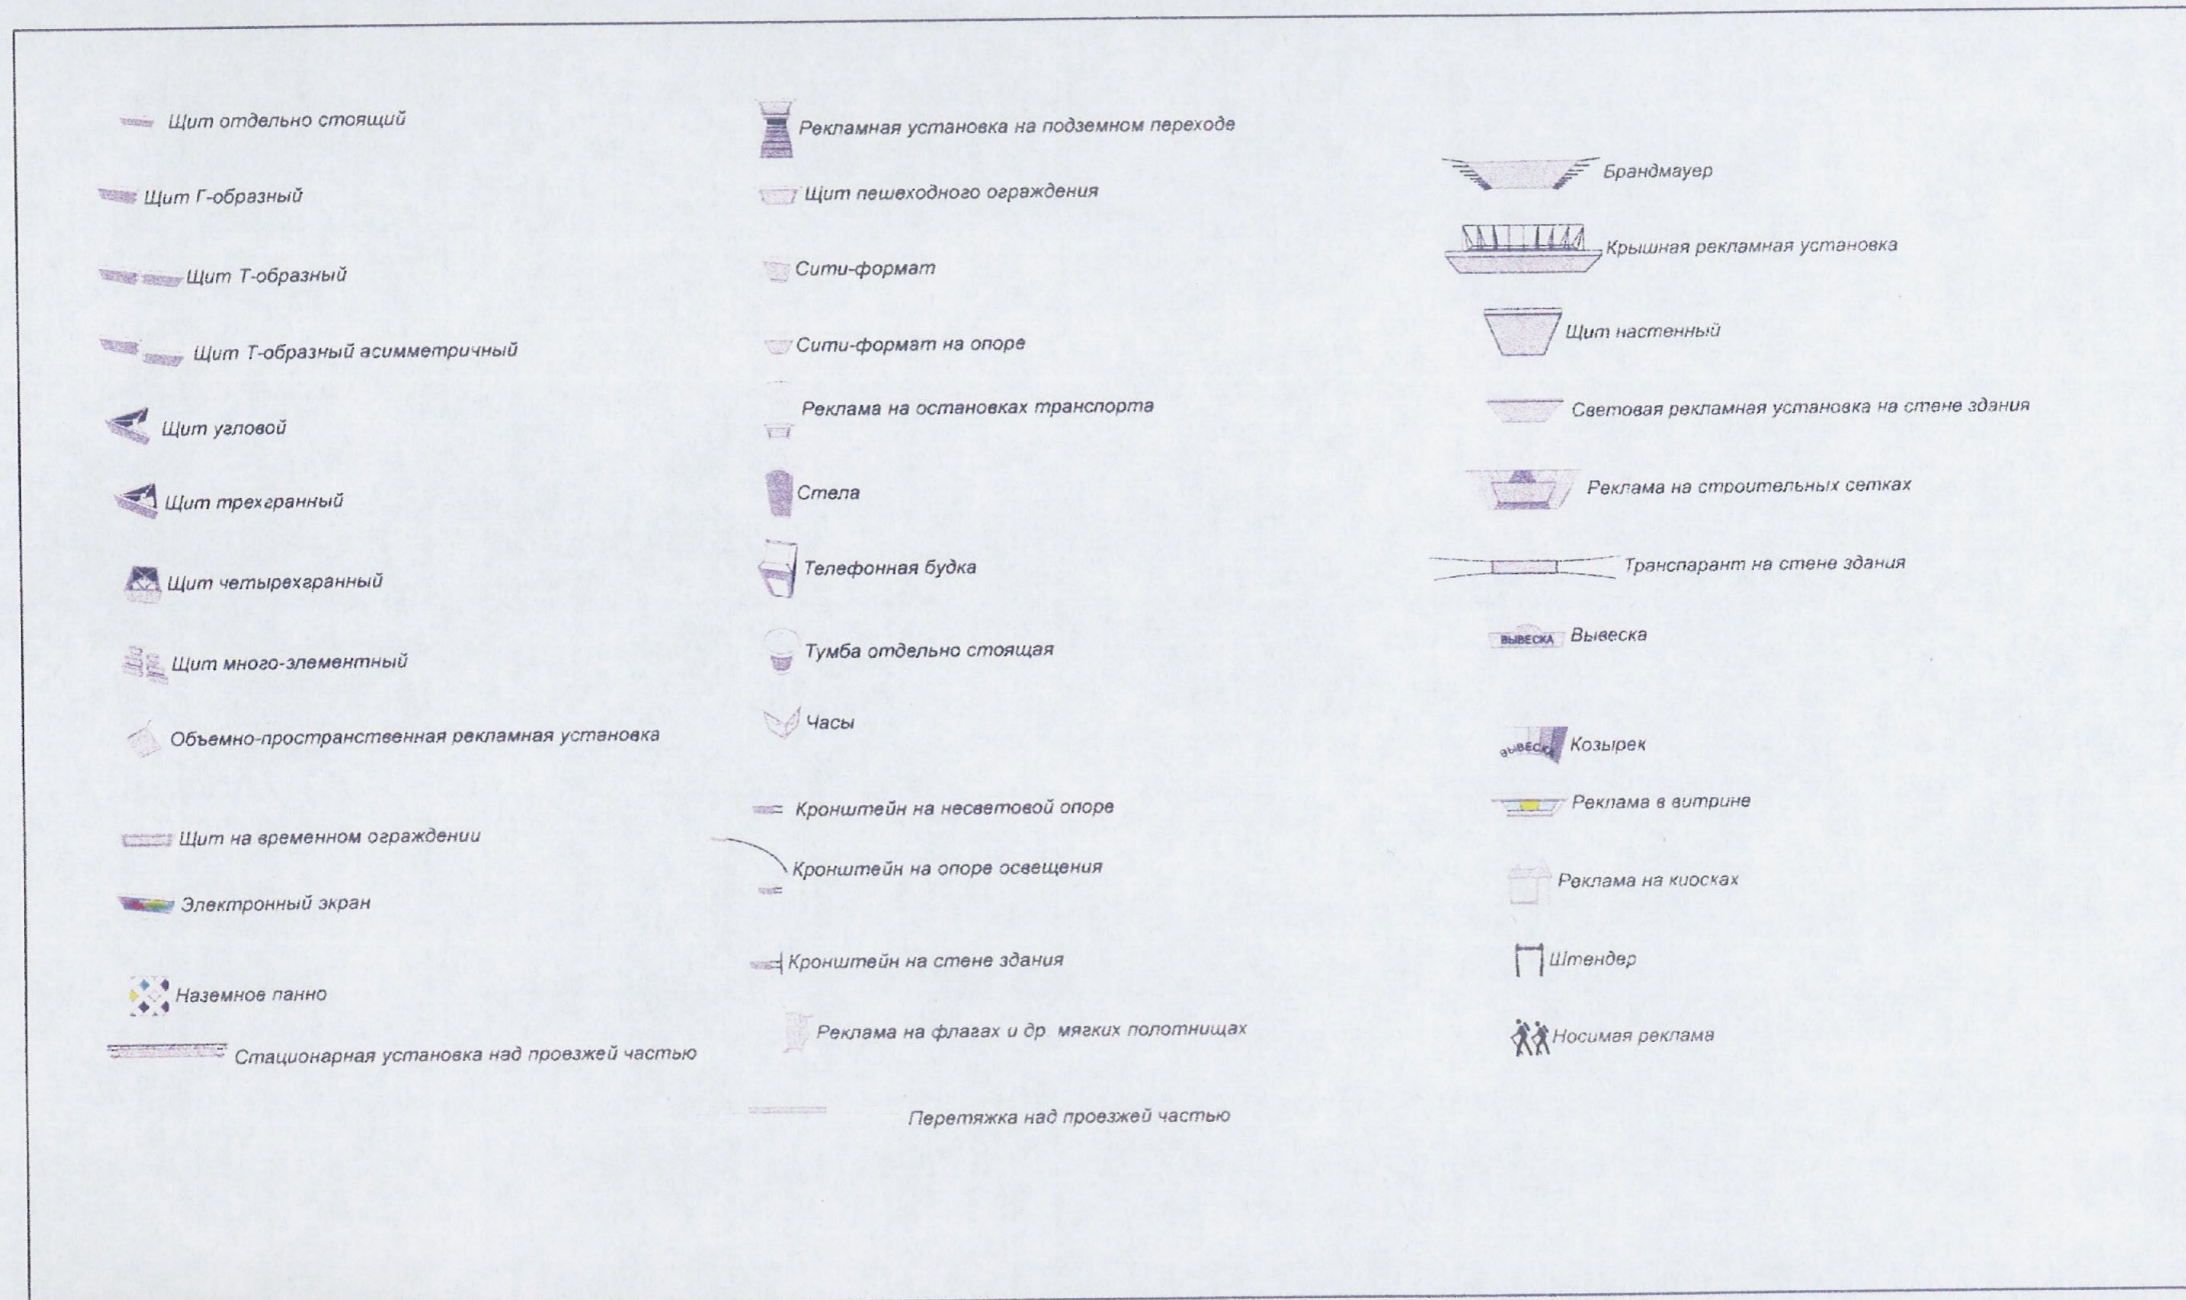 Щит отдельно стоящий
Щит Г-образный
Щит Т-образный
Щит Т-образный асимметричный
Щит угловой
Щит трехгранный
Щит четырехгранный
Щит много-элементный
Объемно-пространственная рекламная установка
Щит на временном ограждении
Электронный экран
Наземное панно
Стационарная установка над проезжей частью
Рекламная установка на подземном переходе
Щит пешеходного ограждения
Сити-формат
Сити-формат на опоре
Реклама на остановках транспорта
Стела
Телефонная будка
Тумба отдельно стоящая
Часы
Кронштейн на несветовой опоре
Кронштейн на опоре освещения
Кронштейн на стене здания
Реклама на флагах и др мягких полотнищах
Перетяжка над проезжей частью
Брандмауер
Крышная рекламная установка
Щит настенный
Световая рекламная установка на стене здания
Реклама на строительных сетках
Транспарант на стене здания
ВЫВЕСКА Вывеска
ВЫВЕСКА Козырек
Реклама в витрине
Реклама на киосках
Штендер
Носимая реклама